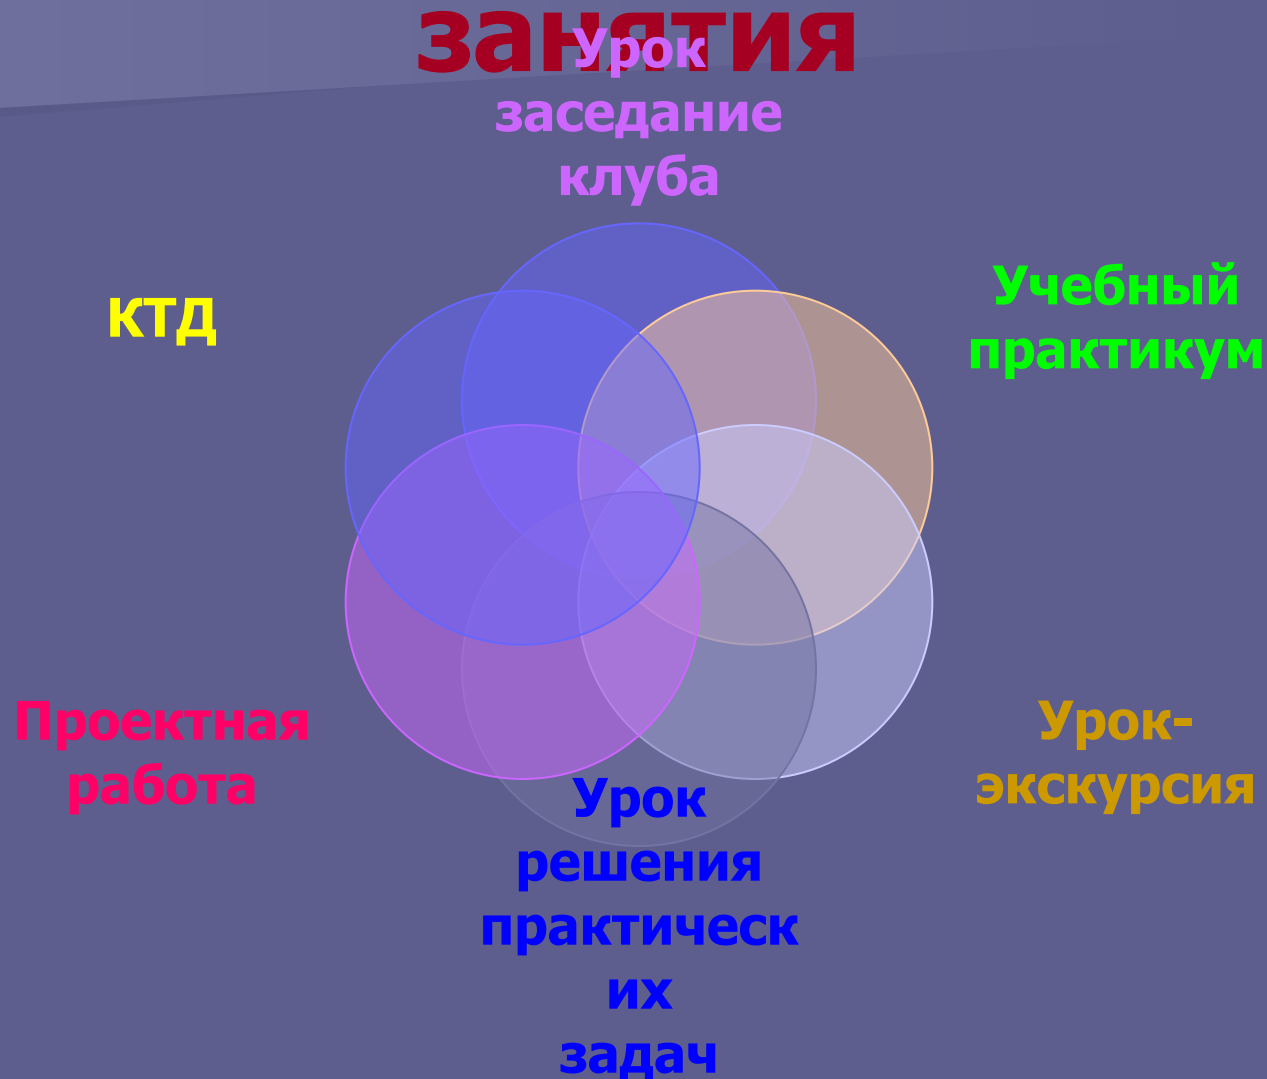 занятия
Урок
заседание
клуба
Учебный
практикум
КТД
Проектная
работа
Урок-
экскурсия
Урок
решения
практическ
их
задач